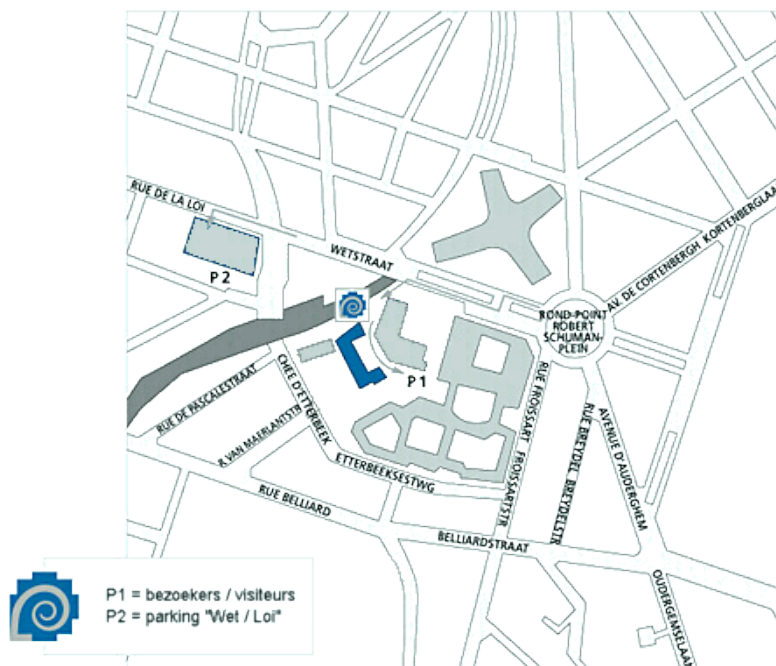 RUE DE LA LOI
WETSTRAAT
P 2
AV. DE CORTENBERGH KORTENBERGLAA
ROND-POINT
ROBERT
SCHUMAN-
PLEIN
P 1
RUE DE PASCALESTRAAT
R. VAN MAERLANTSTR
CHEE D'ETTERBEEK
ETTERBEEKSESTWG
RUE FROISSART FROISSARTSTR
RUE BREYDEL BREYDELSTR
AVENUE D'AUDERGHEM
OUDERGEMSELAAN
RUE BELLIARD
BELLIARDSTRAAT
P1 = bezoekers / visiteurs
P2 = parking "Wet / Loi"